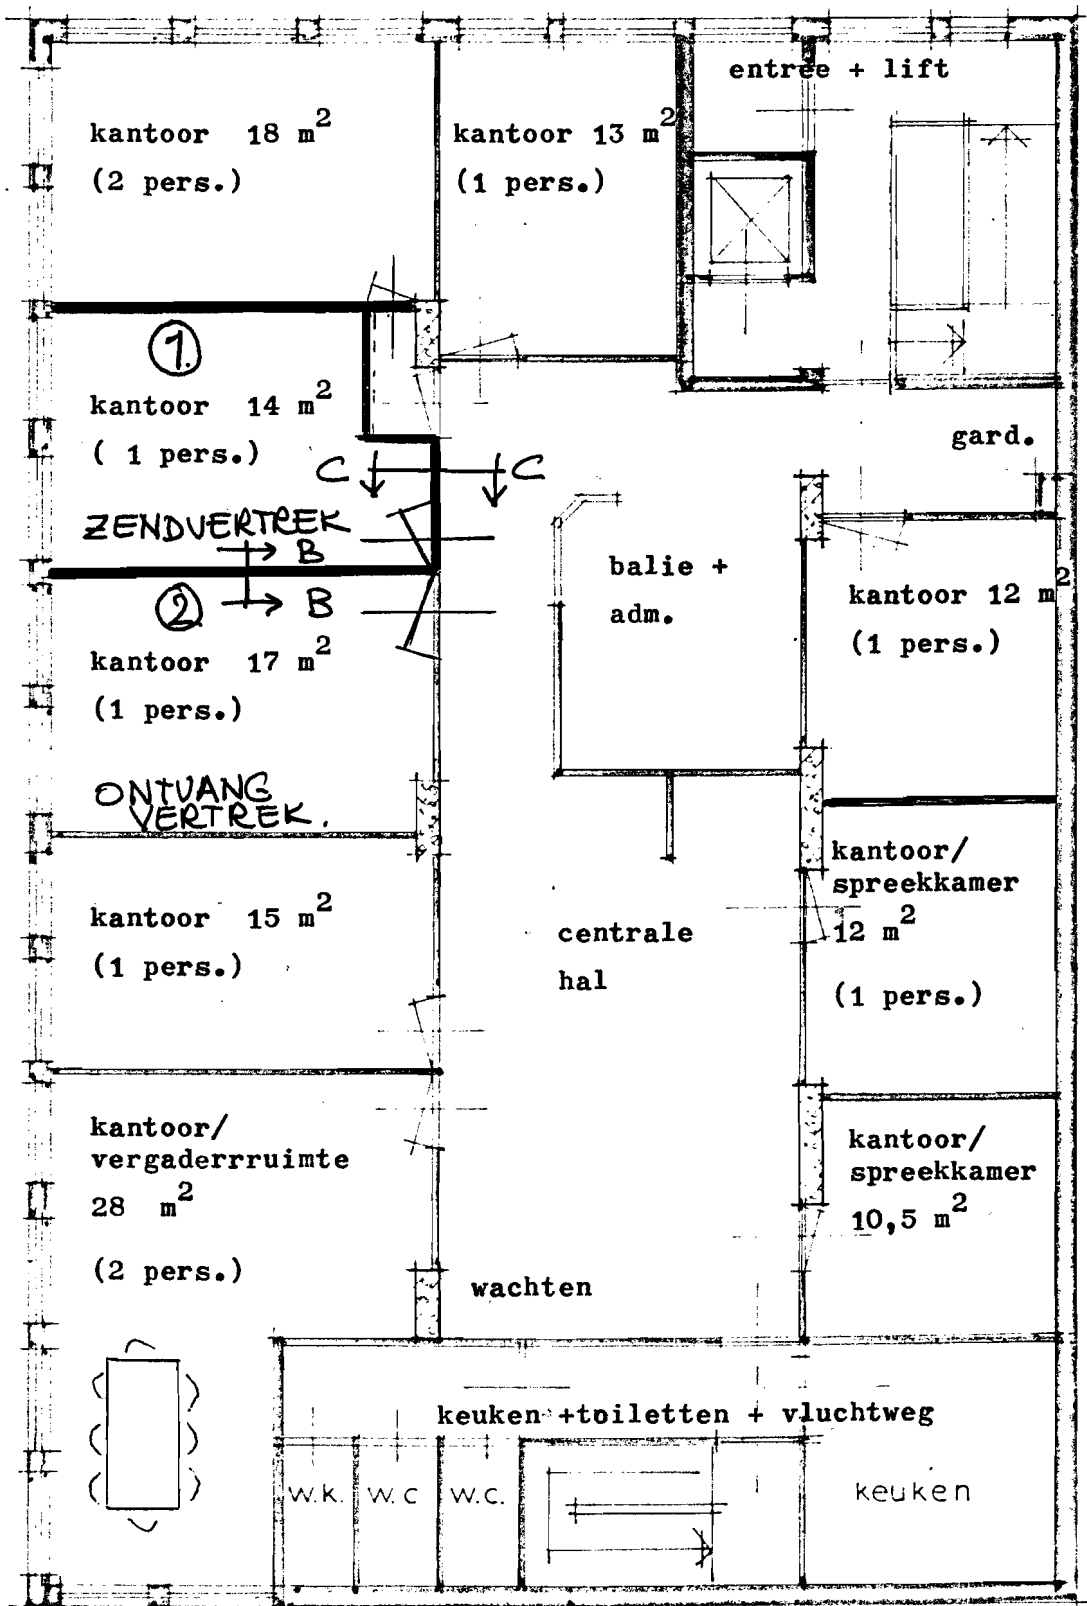 entree + lift
kantoor 18 m²
(2 pers.)
kantoor 13 m²
(1 pers.)
1.
kantoor 14 m²
( 1 pers.)
C C
ZENDVERTREK
B
2
B
kantoor 17 m²
(1 pers.)
ONTVANG
VERTREK.
gard.
balie +
adm.
kantoor 12 m²
(1 pers.)
kantoor 15 m²
(1 pers.)
centrale
hal
kantoor/
spreekkamer
12 m²
(1 pers.)
kantoor/
vergaderrruimte
28 m²
(2 pers.)
kantoor/
spreekkamer
10,5 m²
wachten
keuken +toiletten + vluchtweg
W.K. W.C W.C.
keuken